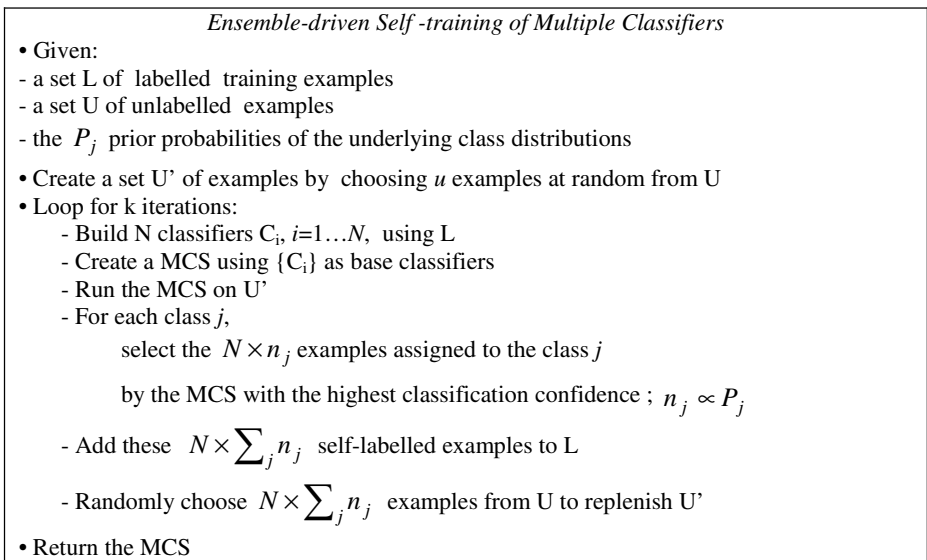 Ensemble-driven Self -training of Multiple Classifiers
• Given:
- a set L of labelled training examples
- a set U of unlabelled examples
- the P_j prior probabilities of the underlying class distributions
• Create a set U’ of examples by choosing u examples at random from U
• Loop for k iterations:
- Build N classifiers C_i, i=1…N, using L
- Create a MCS using {C_i} as base classifiers
- Run the MCS on U’
- For each class j,
select the N × n_j examples assigned to the class j
by the MCS with the highest classification confidence ; n_j ∝ P_j
- Add these N × ∑_j n_j self-labelled examples to L
- Randomly choose N × ∑_j n_j examples from U to replenish U’
• Return the MCS